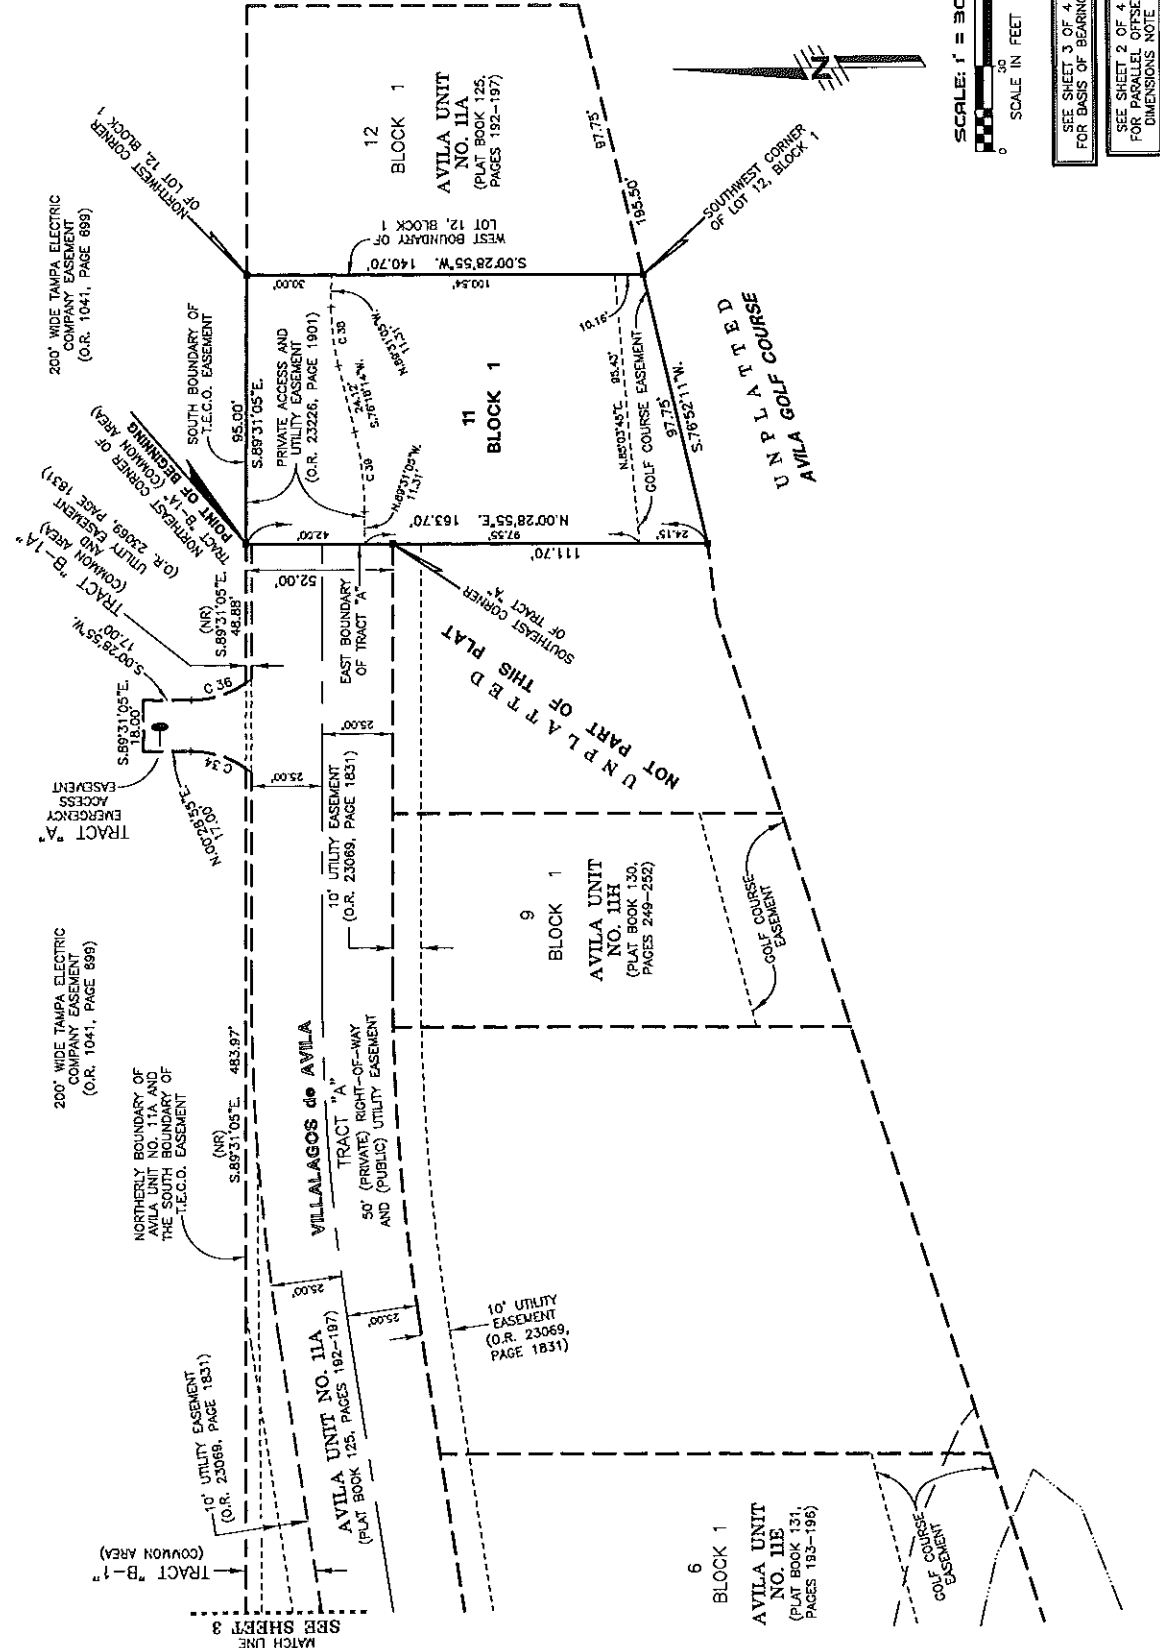 200' WIDE TAMPA ELECTRIC
COMPANY EASEMENT
(O.R. 1041, PAGE 699)
NORTHWEST CORNER
OF LOT 12, BLOCK 1
12
BLOCK 1
AVILA UNIT
NO. 11A
(PLAT BOOK 125,
PAGES 192-197)
97.75'
195.50'
SOUTHWEST CORNER
OF LOT 12, BLOCK 1
N
SCALE: 1" = 30
0
30
SCALE IN FEET
SEE SHEET 3 OF 4
FOR BASIS OF BEARING
SEE SHEET 2 OF 4
FOR PARALLEL OFFSE
DIMENSIONS NOTE
WEST BOUNDARY OF
LOT 12, BLOCK 1
S.00°28'55"W. 140.70'
30.00'
100.54'
10.16'
SOUTH BOUNDARY OF
T.E.C.O. EASEMENT
95.00'
S.89°31'05"E.
PRIVATE ACCESS AND
UTILITY EASEMENT
(O.R. 23226, PAGE 1901)
N.89°31'05"W.
11.31'
C 38
24.12'
S.76°18'14"W.
C 39
N.89°31'05"W.
11.31'
11
BLOCK 1
N.85°03'45"E. 95.43'
GOLF COURSE EASEMENT
97.75'
S.76°52'11"W.
UNPLATTED
AVILA GOLF COURSE
N.00°28'55"E. 163.70'
42.00'
97.55'
24.15'
111.70'
52.00'
POINT OF BEGINNING
NORTHEAST CORNER OF
TRACT "B-1A" (COMMON AREA)
TRACT "B-1A"
(COMMON AREA)
AND
UTILITY EASEMENT
(O.R. 23069, PAGE 1831)
(NR)
S.89°31'05"E.
48.88'
EAST BOUNDARY
OF TRACT "A"
SOUTHEAST CORNER
OF TRACT "A"
UNPLATTED
NOT PART OF THIS PLAT
S.00°28'55"W.
17.00'
C 36
S.89°31'05"E.
18.00'
C 34
N.00°28'55"E.
17.00'
TRACT "A"
EMERGENCY
ACCESS
EASEMENT
25.00'
25.00'
10' UTILITY EASEMENT
(O.R. 23069, PAGE 1831)
200' WIDE TAMPA ELECTRIC
COMPANY EASEMENT
(O.R. 1041, PAGE 699)
9
BLOCK 1
AVILA UNIT
NO. 11H
(PLAT BOOK 130,
PAGES 249-252)
GOLF COURSE
EASEMENT
NORTHERLY BOUNDARY OF
AVILA UNIT NO. 11A AND
THE SOUTH BOUNDARY OF
T.E.C.O. EASEMENT
(NR)
S.89°31'05"E. 483.97'
VILLALAGOS de AVILA
TRACT "A"
50' (PRIVATE) RIGHT-OF-WAY
AND (PUBLIC) UTILITY EASEMENT
25.00'
25.00'
AVILA UNIT NO. 11A
(PLAT BOOK 125, PAGES 192-197)
10' UTILITY
EASEMENT
(O.R. 23069,
PAGE 1831)
10' UTILITY EASEMENT
(O.R. 23069, PAGE 1831)
TRACT "B-1"
(COMMON AREA)
MATCH LINE
SEE SHEET 3
6
BLOCK 1
AVILA UNIT
NO. 11E
(PLAT BOOK 131,
PAGES 193-196)
GOLF COURSE
EASEMENT